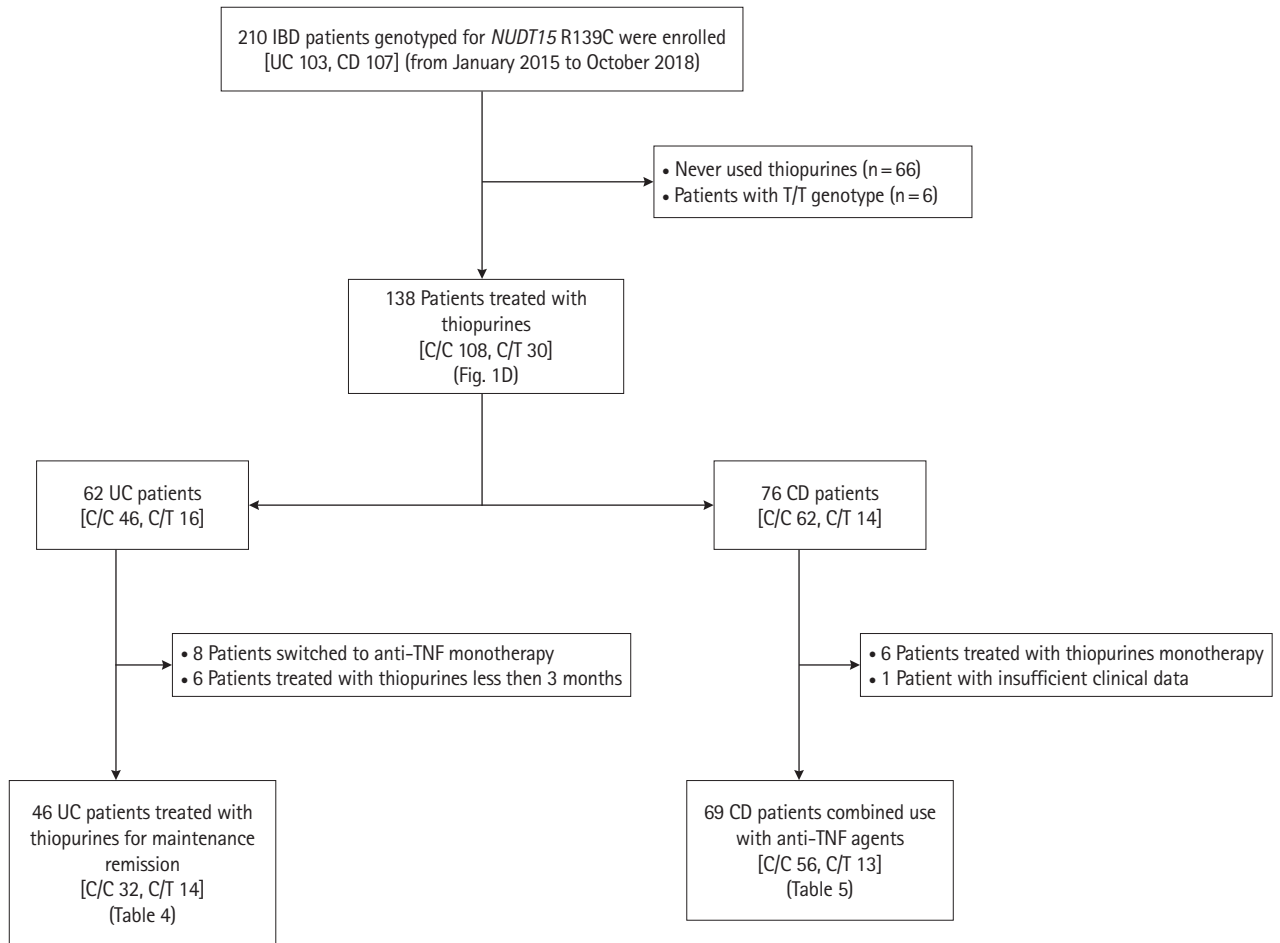 210 IBD patients genotyped for NUDT15 R139C were enrolled
[UC 103, CD 107] (from January 2015 to October 2018)
• Never used thiopurines (n=66)
• Patients with T/T genotype (n=6)
138 Patients treated with
thiopurines
[C/C 108, C/T 30]
(Fig. 1D)
62 UC patients
[C/C 46, C/T 16]
76 CD patients
[C/C 62, C/T 14]
• 8 Patients switched to anti-TNF monotherapy
• 6 Patients treated with thiopurines less then 3 months
• 6 Patients treated with thiopurines monotherapy
• 1 Patient with insufficient clinical data
46 UC patients treated with
thiopurines for maintenance
remission
[C/C 32, C/T 14]
(Table 4)
69 CD patients combined use
with anti-TNF agents
[C/C 56, C/T 13]
(Table 5)